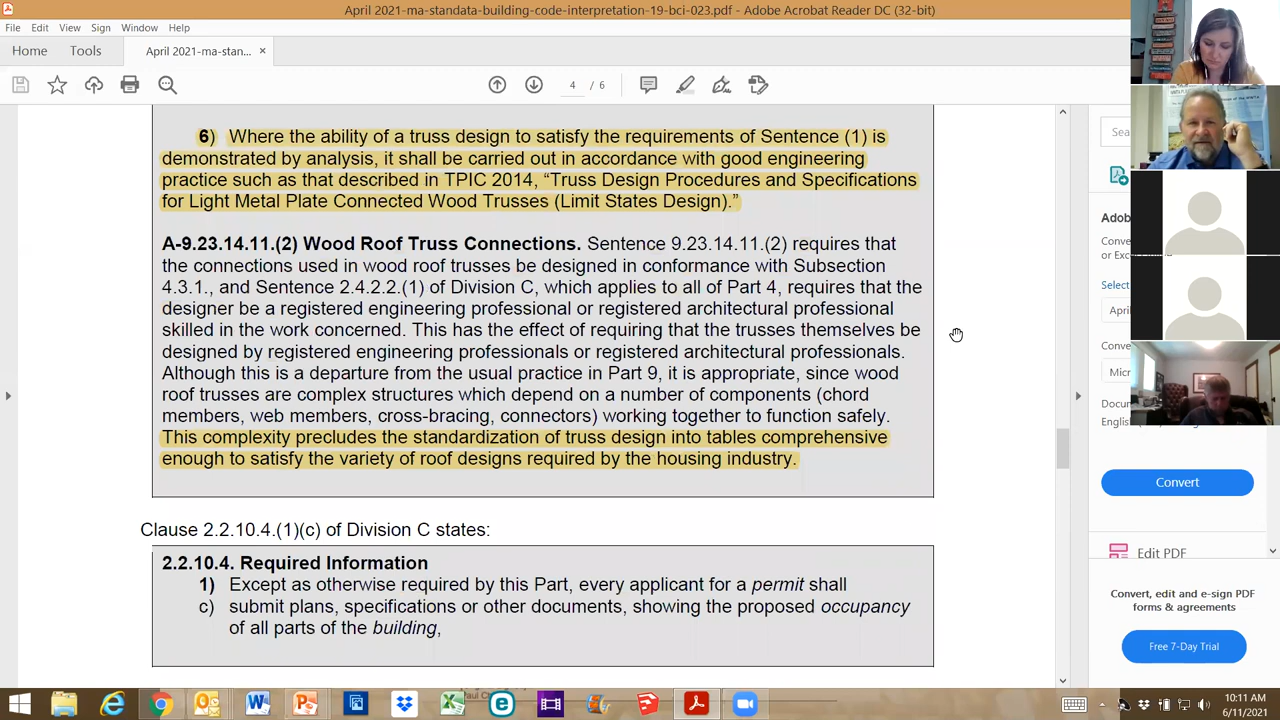 April 2021-ma-standata-building-code-interpretation-19-bci-023.pdf - Adobe Acrobat Reader DC (32-bit)
File Edit View Sign Window Help
Home Tools April 2021-ma-stan... ×
4 / 6
6) Where the ability of a truss design to satisfy the requirements of Sentence (1) is
demonstrated by analysis, it shall be carried out in accordance with good engineering
practice such as that described in TPIC 2014, “Truss Design Procedures and Specifications
for Light Metal Plate Connected Wood Trusses (Limit States Design).”
A-9.23.14.11.(2) Wood Roof Truss Connections. Sentence 9.23.14.11.(2) requires that
the connections used in wood roof trusses be designed in conformance with Subsection
4.3.1., and Sentence 2.4.2.2.(1) of Division C, which applies to all of Part 4, requires that the
designer be a registered engineering professional or registered architectural professional
skilled in the work concerned. This has the effect of requiring that the trusses themselves be
designed by registered engineering professionals or registered architectural professionals.
Although this is a departure from the usual practice in Part 9, it is appropriate, since wood
roof trusses are complex structures which depend on a number of components (chord
members, web members, cross-bracing, connectors) working together to function safely.
This complexity precludes the standardization of truss design into tables comprehensive
enough to satisfy the variety of roof designs required by the housing industry.
Clause 2.2.10.4.(1)(c) of Division C states:
2.2.10.4. Required Information
1) Except as otherwise required by this Part, every applicant for a permit shall
c) submit plans, specifications or other documents, showing the proposed occupancy
of all parts of the building,
Sea
Adob
Conve
or Exce
Select
April
Conve
Micr
Docum
English (
Convert
Edit PDF
Convert, edit and e-sign PDF
forms & agreements
Free 7-Day Trial
10:11 AM
6/11/2021